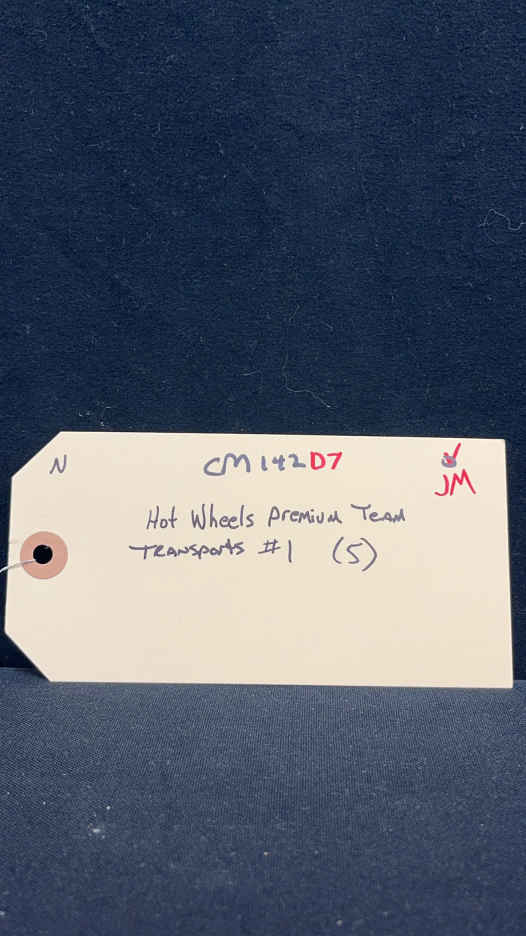 N CM142D7
JM
Hot Wheels Premium Team
Transports #1 (5)